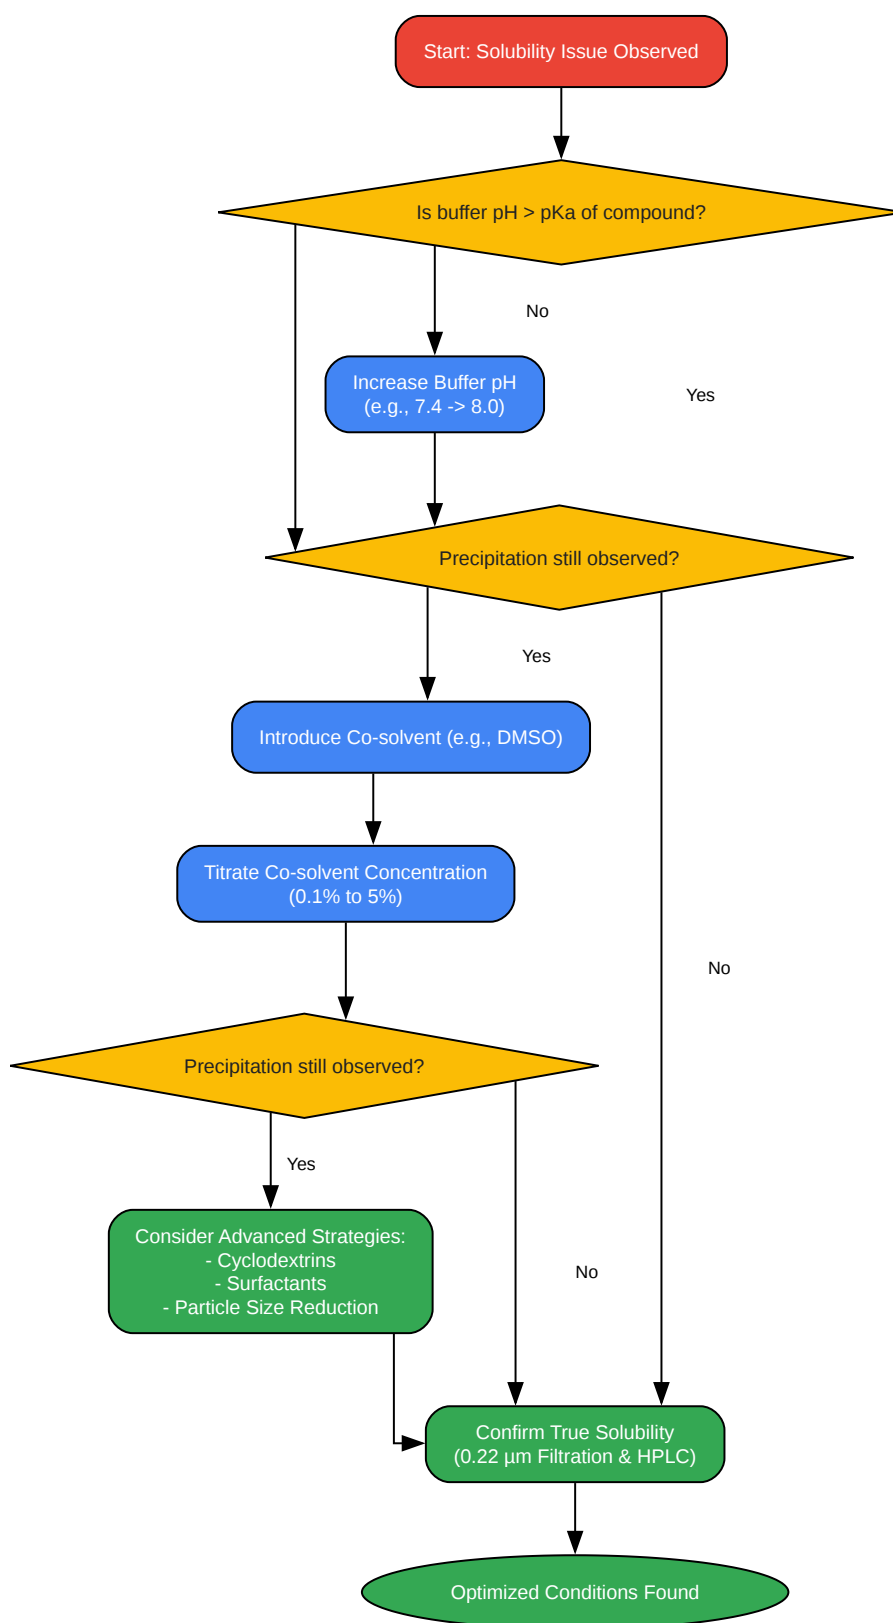 Start: Solubility Issue Observed
Is buffer pH > pKa of compound?
No
Increase Buffer pH
(e.g., 7.4 -> 8.0)
Yes
Precipitation still observed?
Yes
Introduce Co-solvent (e.g., DMSO)
Titrate Co-solvent Concentration
(0.1% to 5%)
No
Precipitation still observed?
Yes
Consider Advanced Strategies:
- Cyclodextrins
- Surfactants
- Particle Size Reduction
No
Confirm True Solubility
(0.22 µm Filtration & HPLC)
Optimized Conditions Found